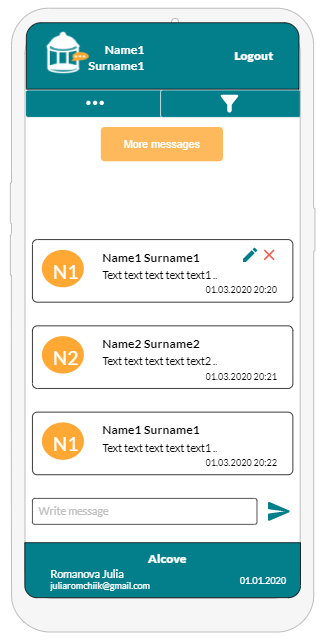 Name1
Surname1
Logout
More messages
N1
Name1 Surname1
Text text text text text1 ..
01.03.2020 20:20
N2
Name2 Surname2
Text text text text text2 ..
01.03.2020 20:21
N1
Name1 Surname1
Text text text text text1 ..
01.03.2020 20:22
Write message
Alcove
Romanova Julia
juliaromchiik@gmail.com
01.01.2020